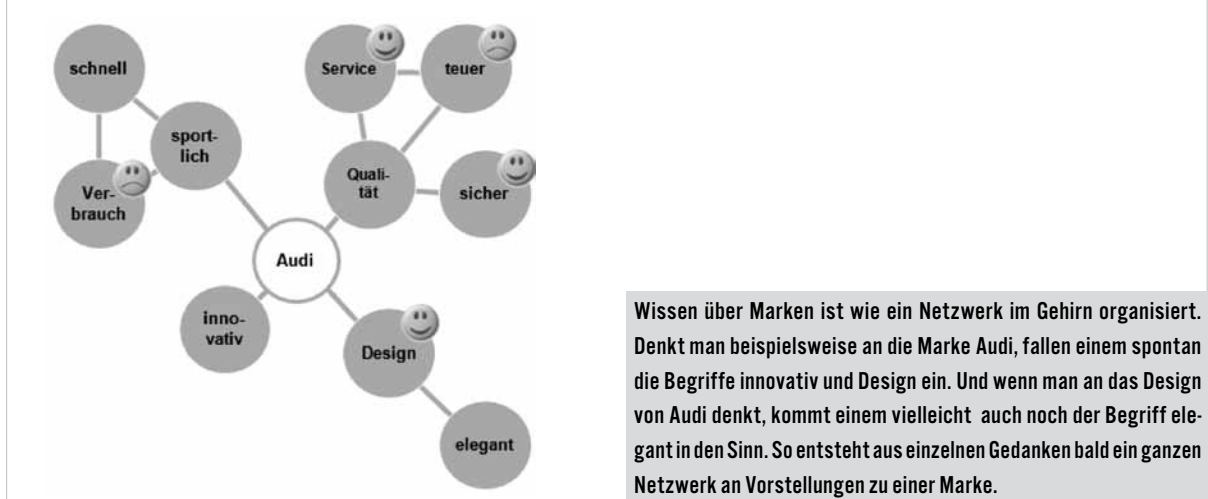 schnell
sport-
lich
Ver-
brauch
Service
teuer
Quali-
tät
sicher
Audi
inno-
vativ
Design
elegant
Wissen über Marken ist wie ein Netzwerk im Gehirn organisiert.
Denkt man beispielsweise an die Marke Audi, fallen einem spontan
die Begriffe innovativ und Design ein. Und wenn man an das Design
von Audi denkt, kommt einem vielleicht auch noch der Begriff ele-
gant in den Sinn. So entsteht aus einzelnen Gedanken bald ein ganzen
Netzwerk an Vorstellungen zu einer Marke.